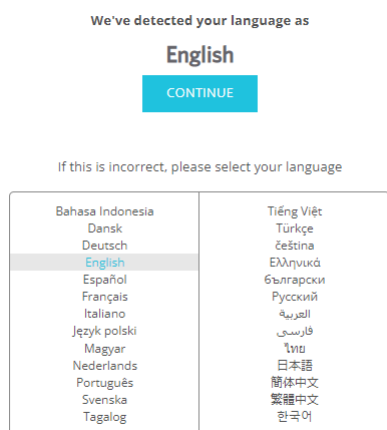 We've detected your language as
English
CONTINUE
If this is incorrect, please select your language
Bahasa Indonesia
Dansk
Deutsch
English
Español
Français
Italiano
Język polski
Magyar
Nederlands
Português
Svenska
Tagalog
Tiếng Việt
Türkçe
čeština
Ελληνικά
български
Русский
العربية
فارسی
ไทย
日本語
简体中文
繁體中文
한국어